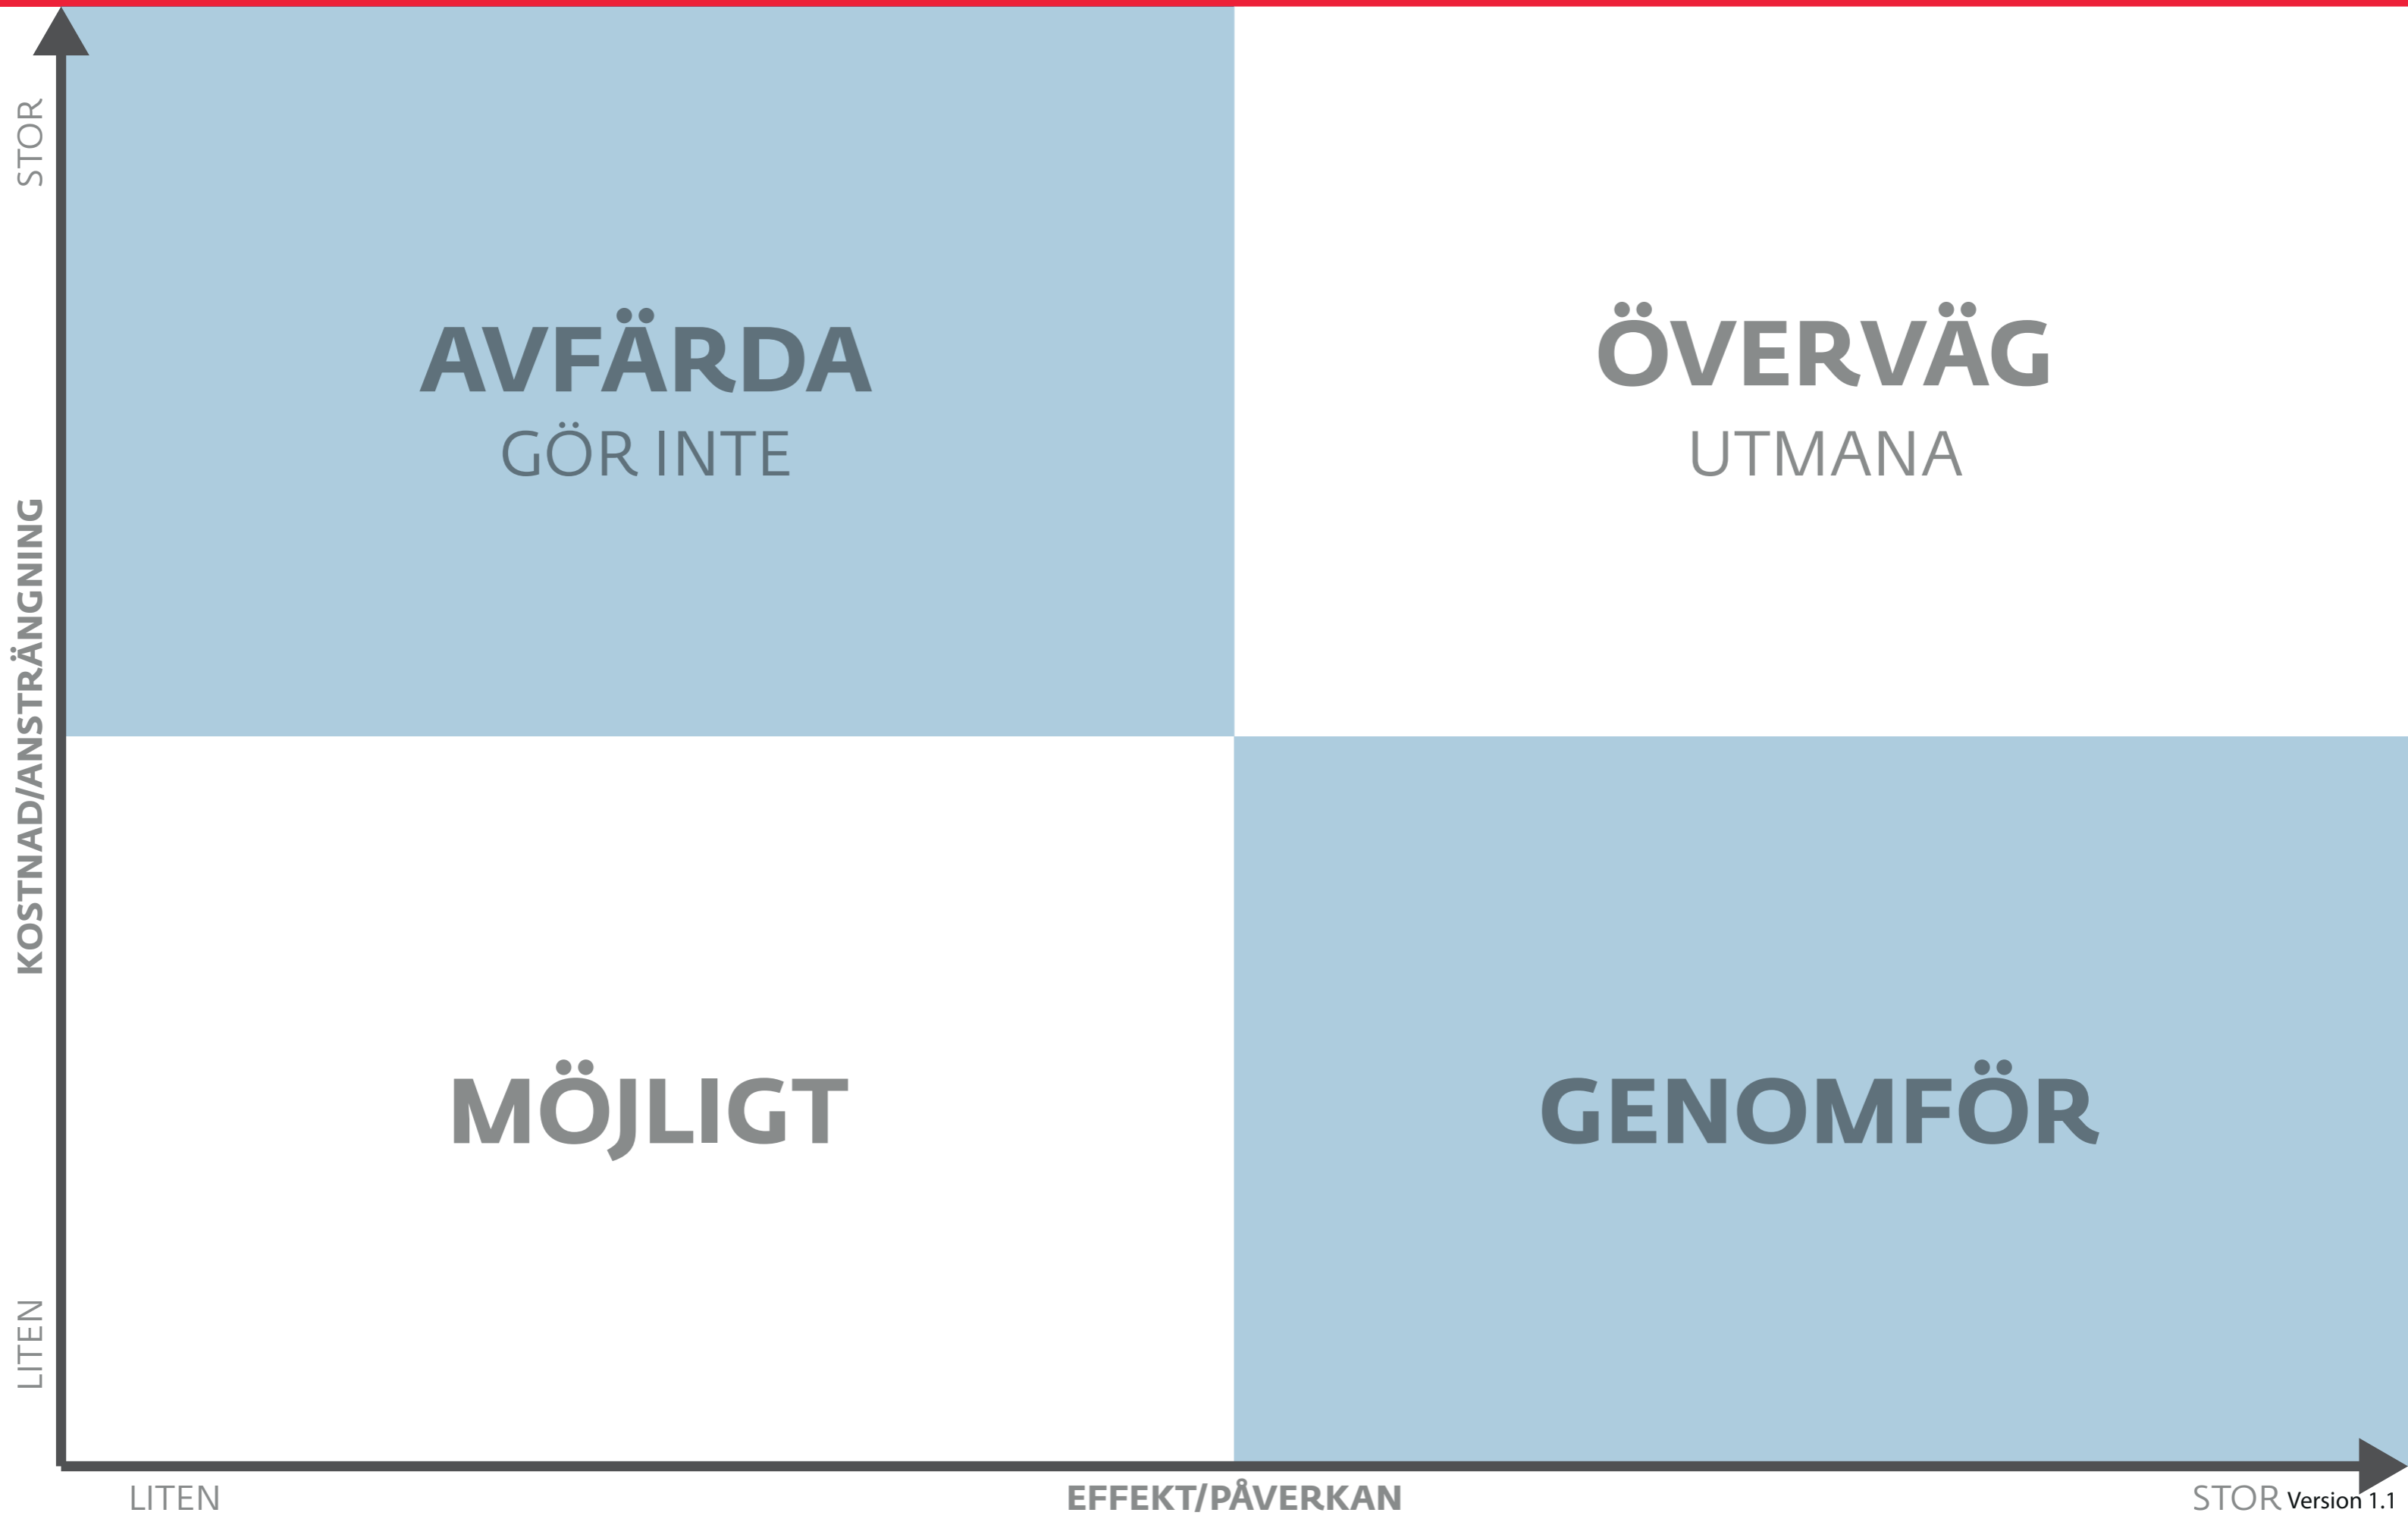 STOR
AVFÄRDA
GÖR INTE
ÖVERVÄG
UTMANA
KOSTNAD/ANSTRÄNGNING
MÖJLIGT
GENOMFÖR
LITEN
LITEN
EFFEKT/PÅVERKAN
STOR Version 1.1